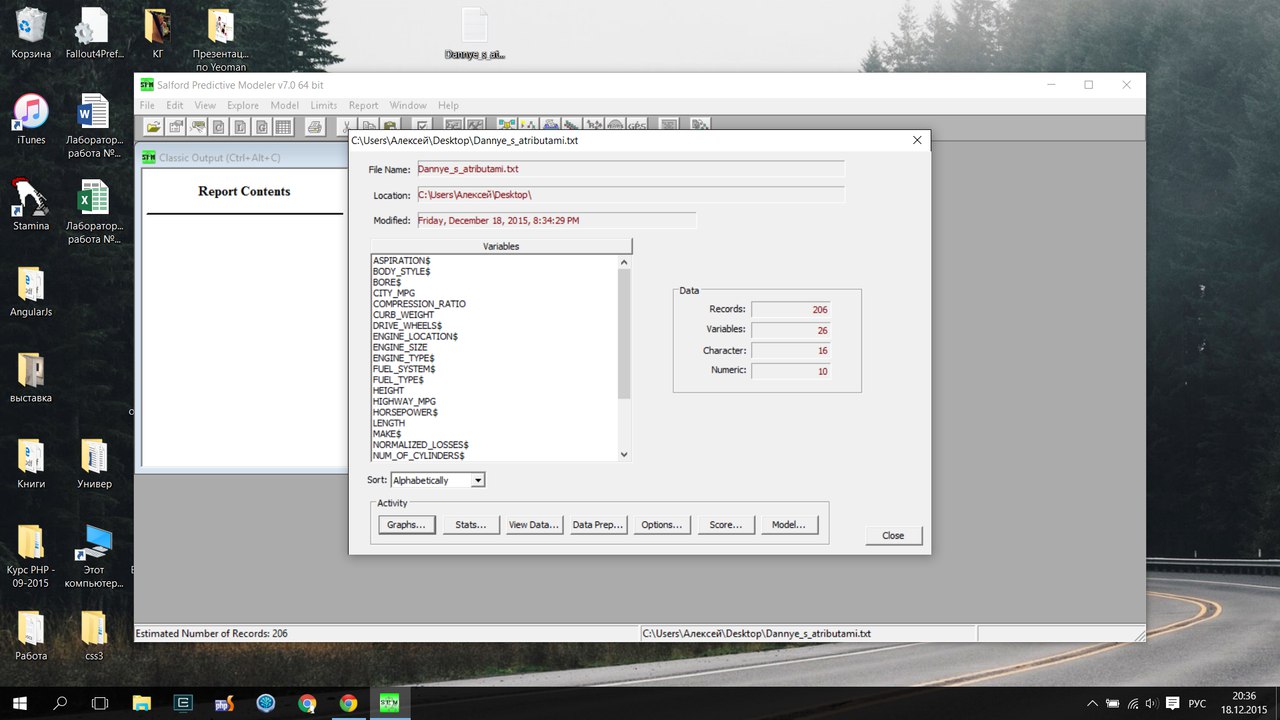 Корзина
Fallout4Pref...
КГ
Презентац...
по Yeoman
Dannye_s_at...
iTunes
Лаборатор...
работа №...
Stamina
Лаборатор...
работа №...
AngularJs
выставка
Книги
Универ
Курс PHP -
09-2015
Этот
компьютер
Работа
css3
Salford Predictive Modeler v7.0 64 bit
File Edit View Explore Model Limits Report Window Help
Classic Output (Ctrl+Alt+C)
Report Contents
C:\Users\Алексей\Desktop\Dannye_s_atributami.txt
File Name: Dannye_s_atributami.txt
Location: C:\Users\Алексей\Desktop\
Modified: Friday, December 18, 2015, 8:34:29 PM
Variables
ASPIRATION$
BODY_STYLE$
BORE$
CITY_MPG
COMPRESSION_RATIO
CURB_WEIGHT
DRIVE_WHEELS$
ENGINE_LOCATION$
ENGINE_SIZE
ENGINE_TYPE$
FUEL_SYSTEM$
FUEL_TYPE$
HEIGHT
HIGHWAY_MPG
HORSEPOWER$
LENGTH
MAKE$
NORMALIZED_LOSSES$
NUM_OF_CYLINDERS$
Data
Records: 206
Variables: 26
Character: 16
Numeric: 10
Sort: Alphabetically
Activity
Graphs... Stats... View Data... Data Prep... Options... Score... Model...
Close
Estimated Number of Records: 206
C:\Users\Алексей\Desktop\Dannye_s_atributami.txt
РУС
20:36
18.12.2015